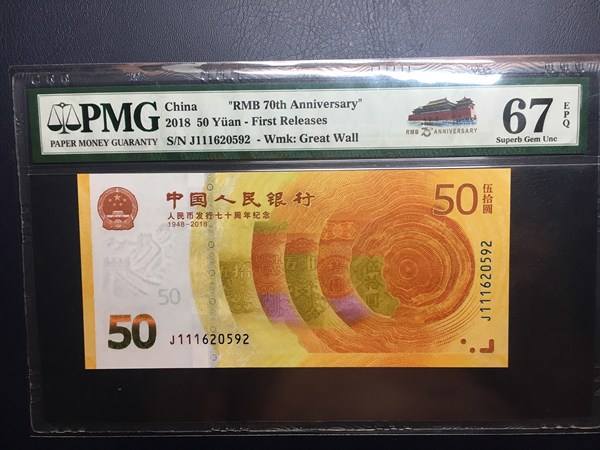 PMG
PAPER MONEY GUARANTY
China "RMB 70th Anniversary"
2018 50 Yüan - First Releases
S/N J111620592 - Wmk: Great Wall
RMB 70th ANNIVERSARY
67 EPQ
Superb Gem Unc
中国人民银行
人民币发行七十周年纪念
1948-2018
50 伍拾圆
50
50
J111620592
J111620592